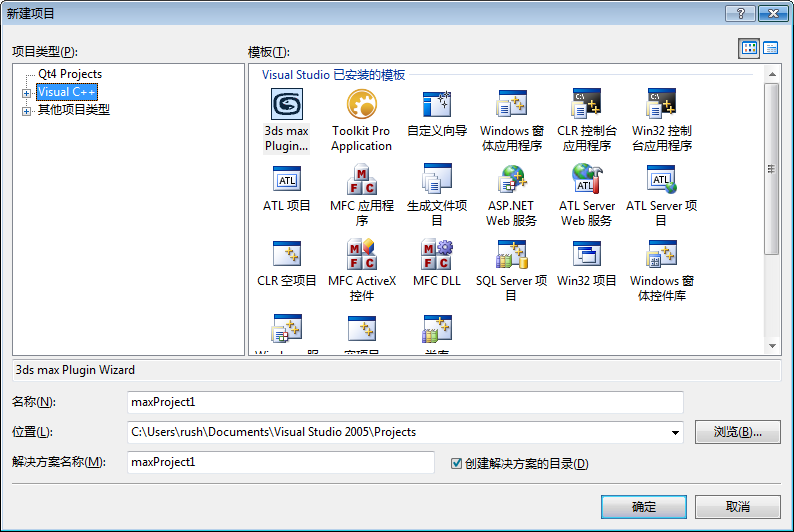 新建项目
项目类型(P):
模板(T):
Qt4 Projects
Visual C++
其他项目类型
Visual Studio 已安装的模板
3ds max
Plugin...
Toolkit Pro
Application
自定义向导
Windows 窗
体应用程序
CLR 控制台
应用程序
Win32 控制
台应用程序
ATL 项目
MFC 应用程
序
生成文件项
目
ASP.NET
Web 服务
ATL Server
Web 服务
ATL Server 项
目
CLR 空项目
MFC ActiveX
控件
MFC DLL
SQL Server 项
目
Win32 项目
Windows 窗
体控件库
Windows 服
空项目
类库
3ds max Plugin Wizard
名称(N):
maxProject1
位置(L):
C:\Users\rush\Documents\Visual Studio 2005\Projects
浏览(B)...
解决方案名称(M):
maxProject1
创建解决方案的目录(D)
确定
取消